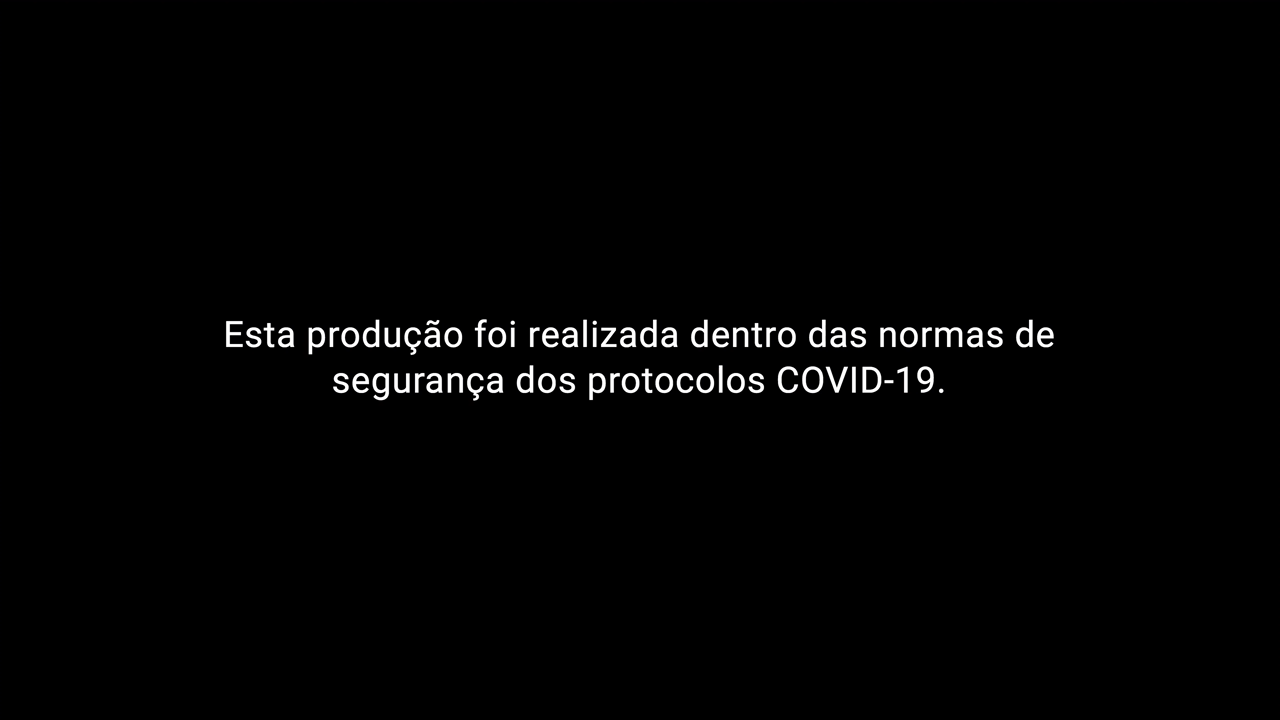 Esta produção foi realizada dentro das normas de
segurança dos protocolos COVID-19.